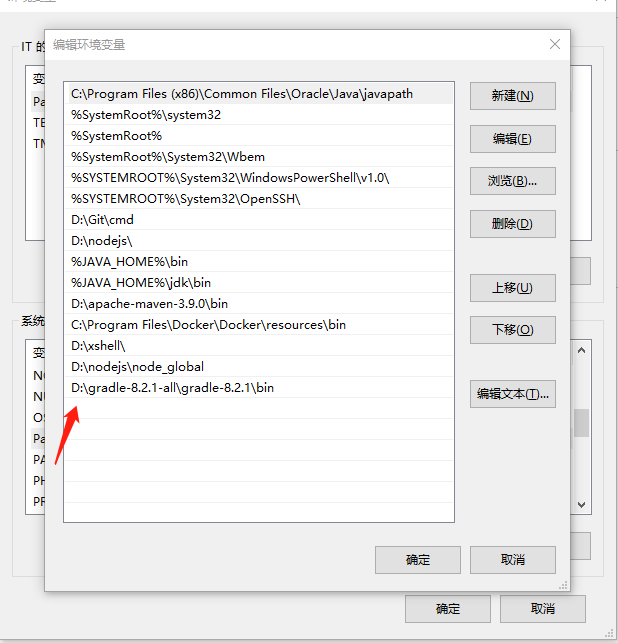 IT 的
编辑环境变量
变
Pa
TE
TM
C:\Program Files (x86)\Common Files\Oracle\Java\javapath
%SystemRoot%\system32
%SystemRoot%
%SystemRoot%\System32\Wbem
%SYSTEMROOT%\System32\WindowsPowerShell\v1.0\
%SYSTEMROOT%\System32\OpenSSH\
D:\Git\cmd
D:\nodejs\
%JAVA_HOME%\bin
%JAVA_HOME%\jdk\bin
D:\apache-maven-3.9.0\bin
C:\Program Files\Docker\Docker\resources\bin
D:\xshell\
D:\nodejs\node_global
D:\gradle-8.2.1-all\gradle-8.2.1\bin
新建(N)
编辑(E)
浏览(B)...
删除(D)
上移(U)
下移(O)
编辑文本(T)...
系统
变
NU
OS
Pa
PA
PH
PR
确定
取消
确定
取消